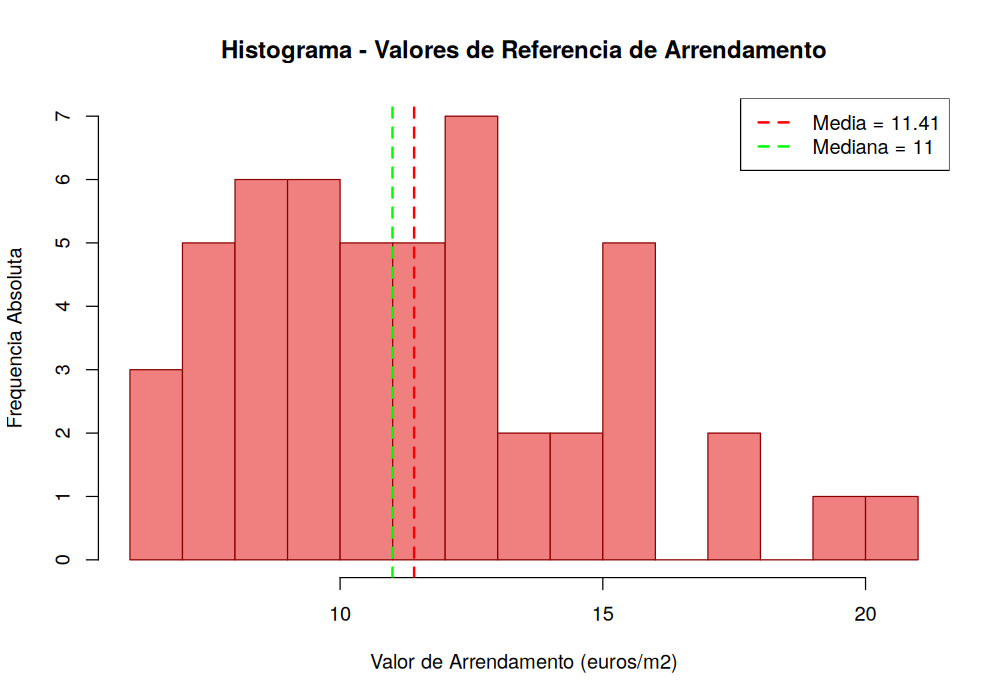 Histograma - Valores de Referencia de Arrendamento
Media = 11.41
Mediana = 11
Frequencia Absoluta
7
6
5
4
3
2
1
0
10 15 20
Valor de Arrendamento (euros/m2)